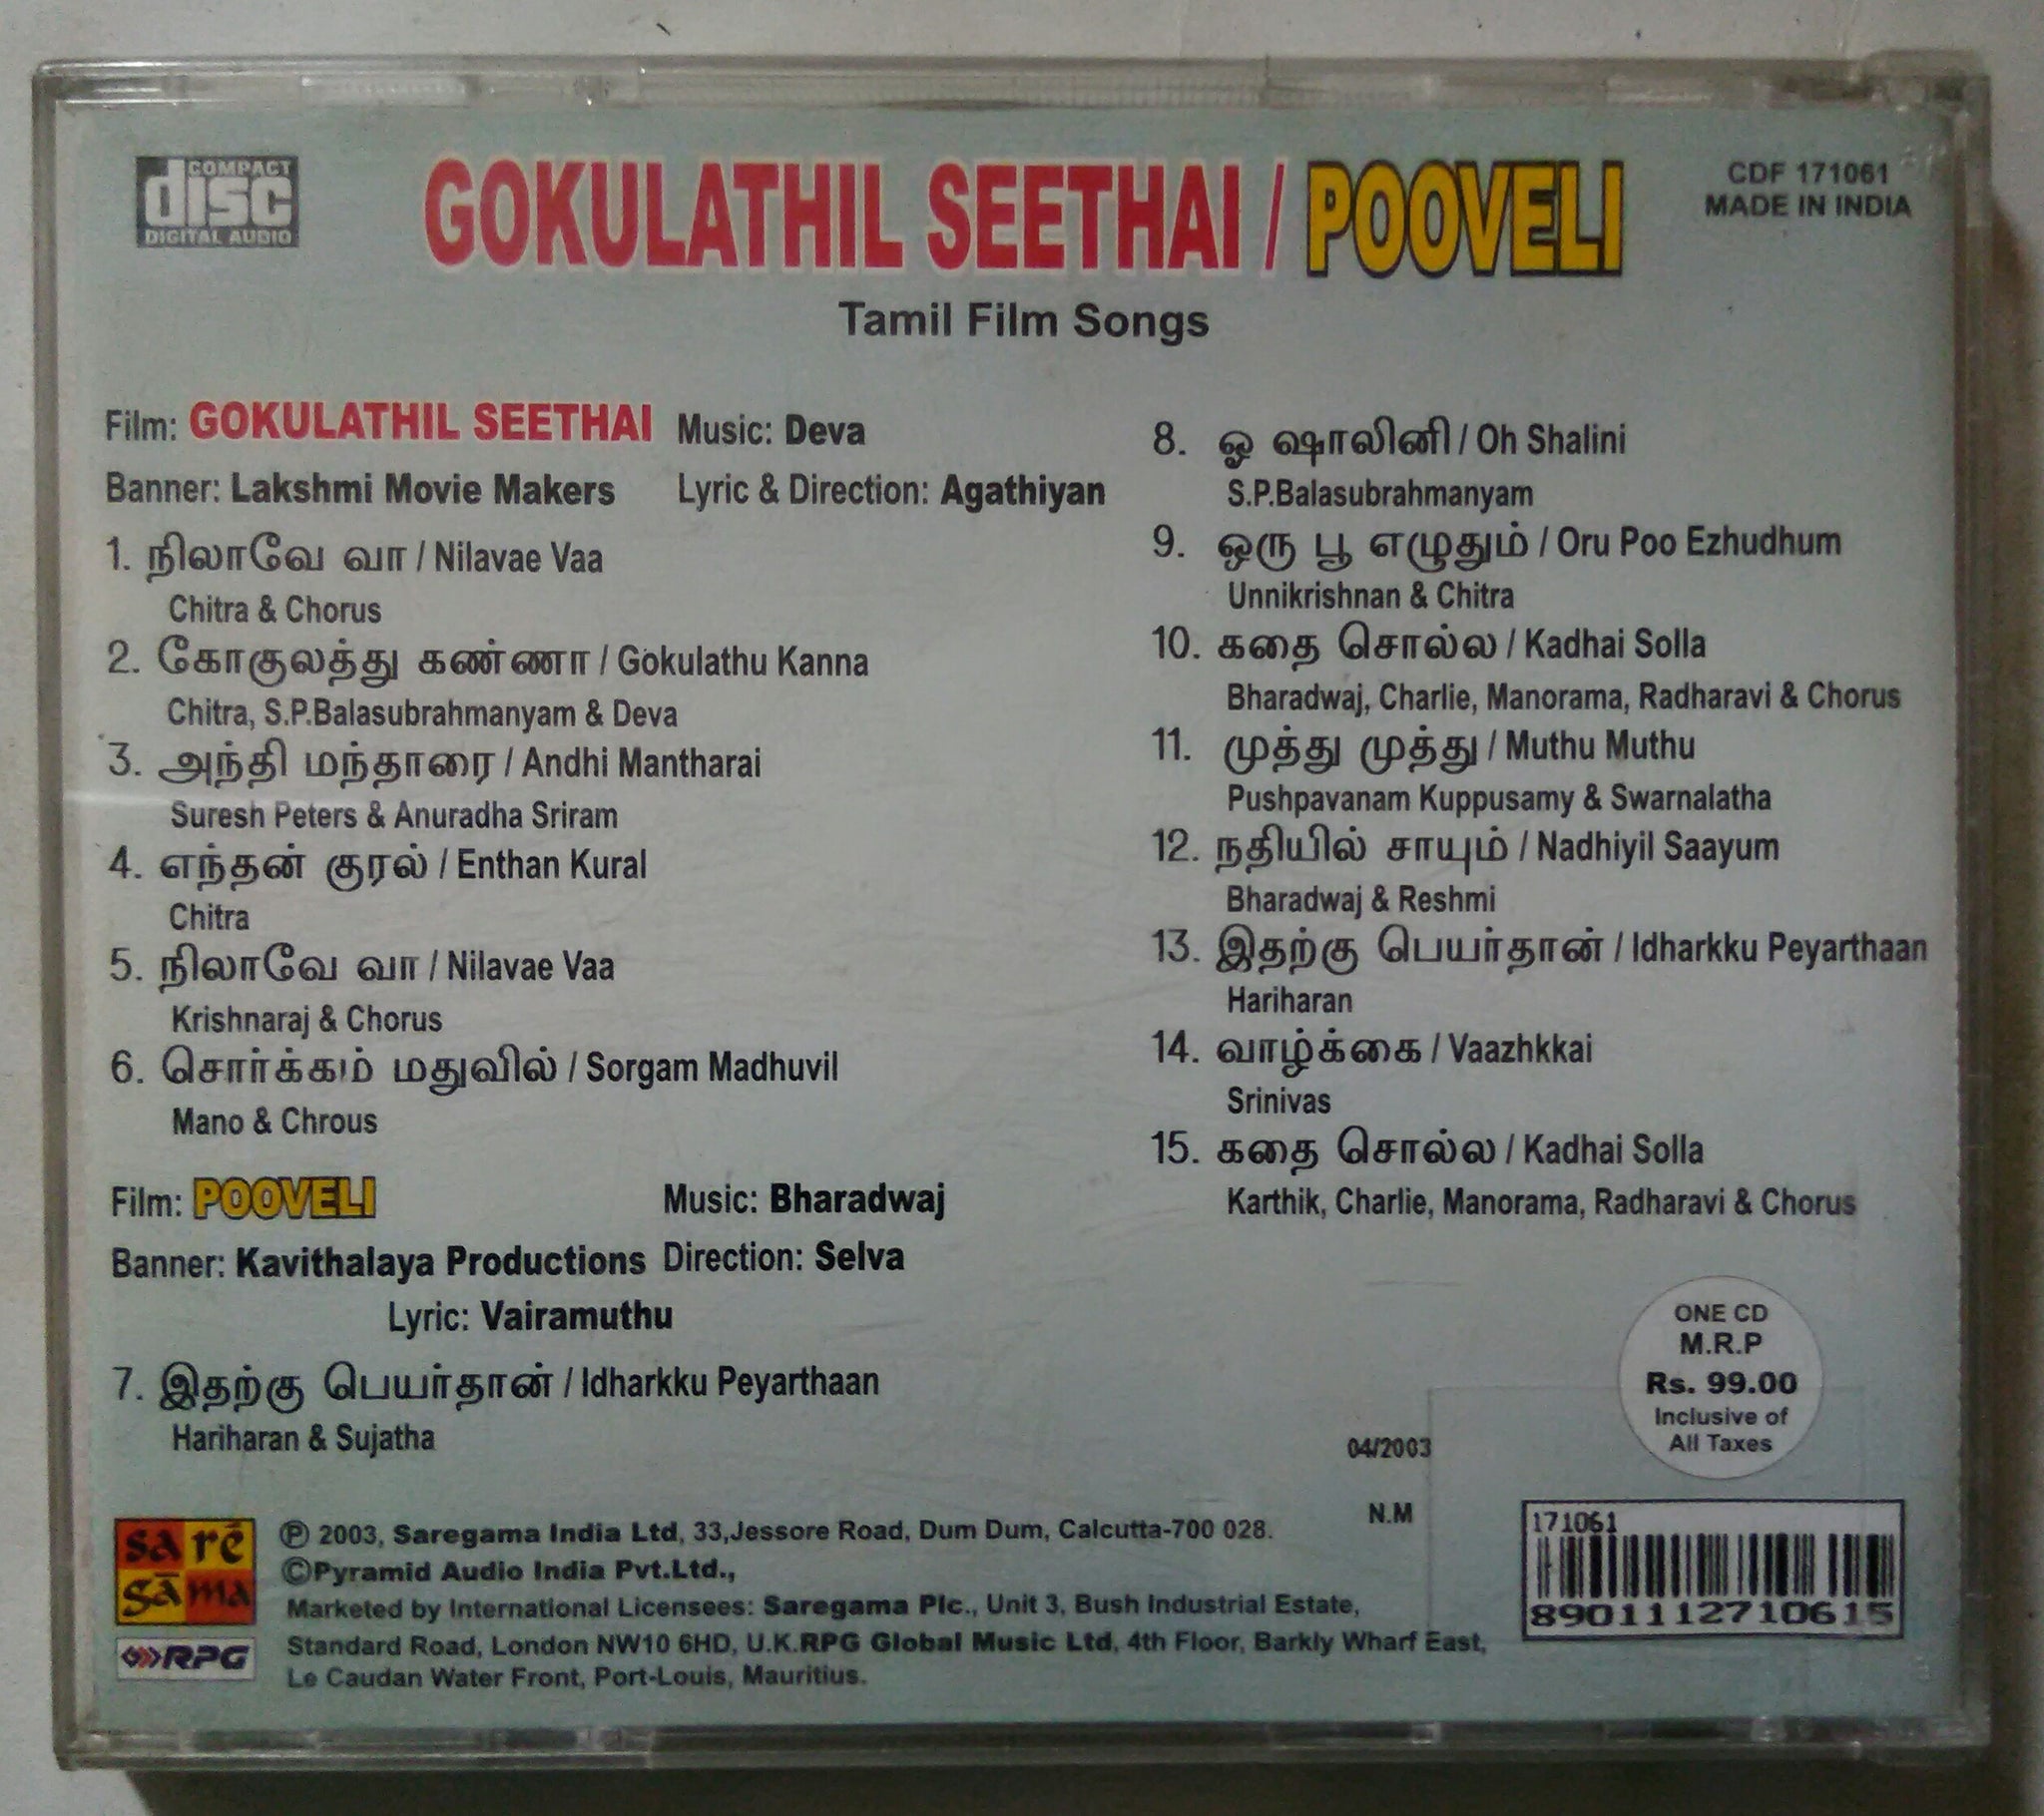 COMPACT
disc
DIGITAL AUDIO
GOKULATHIL SEETHAI / POOVELI
CDF 171061
MADE IN INDIA
Tamil Film Songs
Film: GOKULATHIL SEETHAI Music: Deva
Banner: Lakshmi Movie Makers Lyric & Direction: Agathiyan
1. நிலாவே வா / Nilavae Vaa
Chitra & Chorus
2. கோகுலத்து கண்ணா / Gokulathu Kanna
Chitra, S.P.Balasubrahmanyam & Deva
3. அந்தி மந்தாரை / Andhi Mantharai
Suresh Peters & Anuradha Sriram
4. எந்தன் குரல் / Enthan Kural
Chitra
5. நிலாவே வா / Nilavae Vaa
Krishnaraj & Chorus
6. சொர்க்கம் மதுவில் / Sorgam Madhuvil
Mano & Chrous
Film: POOVELI Music: Bharadwaj
Banner: Kavithalaya Productions Direction: Selva
Lyric: Vairamuthu
7. இதற்கு பெயர்தான் / Idharkku Peyarthaan
Hariharan & Sujatha
8. ஓ ஷாலினி / Oh Shalini
S.P.Balasubrahmanyam
9. ஒரு பூ எழுதும் / Oru Poo Ezhudhum
Unnikrishnan & Chitra
10. கதை சொல்ல / Kadhai Solla
Bharadwaj, Charlie, Manorama, Radharavi & Chorus
11. முத்து முத்து / Muthu Muthu
Pushpavanam Kuppusamy & Swarnalatha
12. நதியில் சாயும் / Nadhiyil Saayum
Bharadwaj & Reshmi
13. இதற்கு பெயர்தான் / Idharkku Peyarthaan
Hariharan
14. வாழ்க்கை / Vaazhkkai
Srinivas
15. கதை சொல்ல / Kadhai Solla
Karthik, Charlie, Manorama, Radharavi & Chorus
ONE CD
M.R.P
Rs. 99.00
Inclusive of
All Taxes
04/2003
N.M
sa rē
gā ma
RPG
Ⓟ 2003, Saregama India Ltd, 33,Jessore Road, Dum Dum, Calcutta-700 028.
©Pyramid Audio India Pvt.Ltd.,
Marketed by International Licensees: Saregama Plc., Unit 3, Bush Industrial Estate,
Standard Road, London NW10 6HD, U.K.RPG Global Music Ltd, 4th Floor, Barkly Wharf East,
Le Caudan Water Front, Port-Louis, Mauritius.
171061
8901112710615